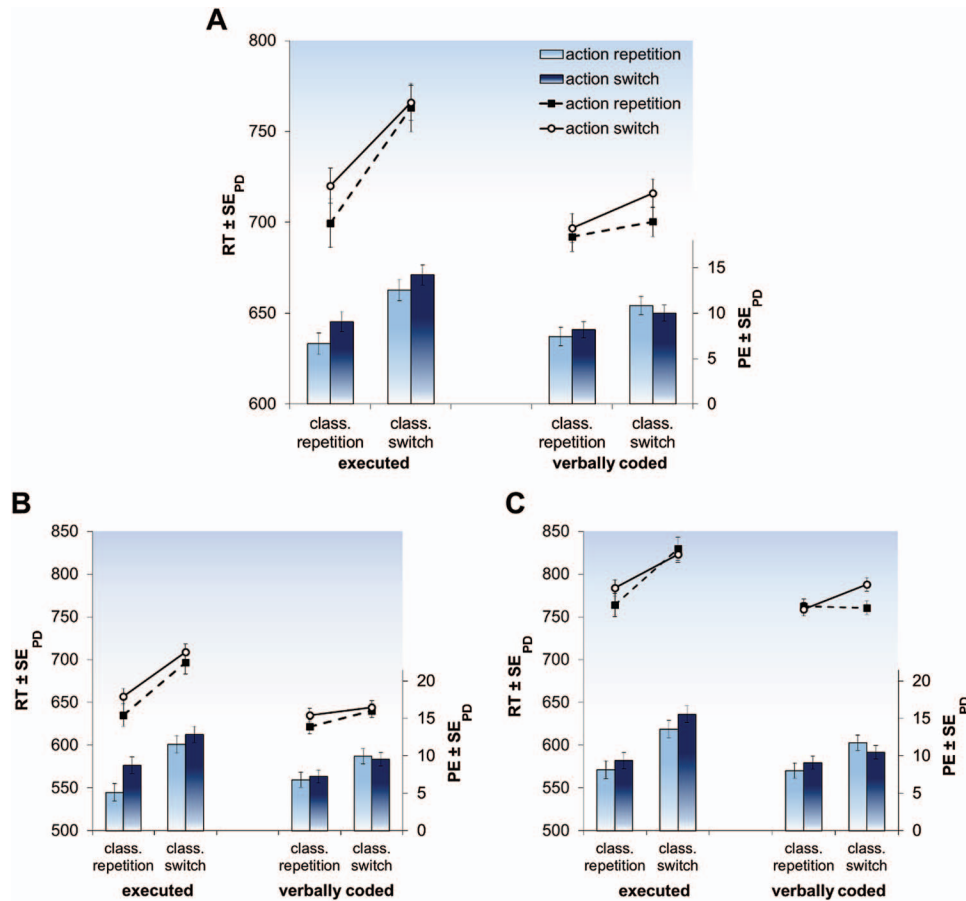 A
800
750
700
650
600
RT ± SE_PD
action repetition
action switch
action repetition
action switch
15
10
5
0
PE ± SE_PD
class. repetition
class. switch
class. repetition
class. switch
executed
verbally coded
B
850
800
750
700
650
600
550
500
RT ± SE_PD
20
15
10
5
0
PE ± SE_PD
class. repetition
class. switch
class. repetition
class. switch
executed
verbally coded
C
850
800
750
700
650
600
550
500
RT ± SE_PD
20
15
10
5
0
PE ± SE_PD
class. repetition
class. switch
class. repetition
class. switch
executed
verbally coded